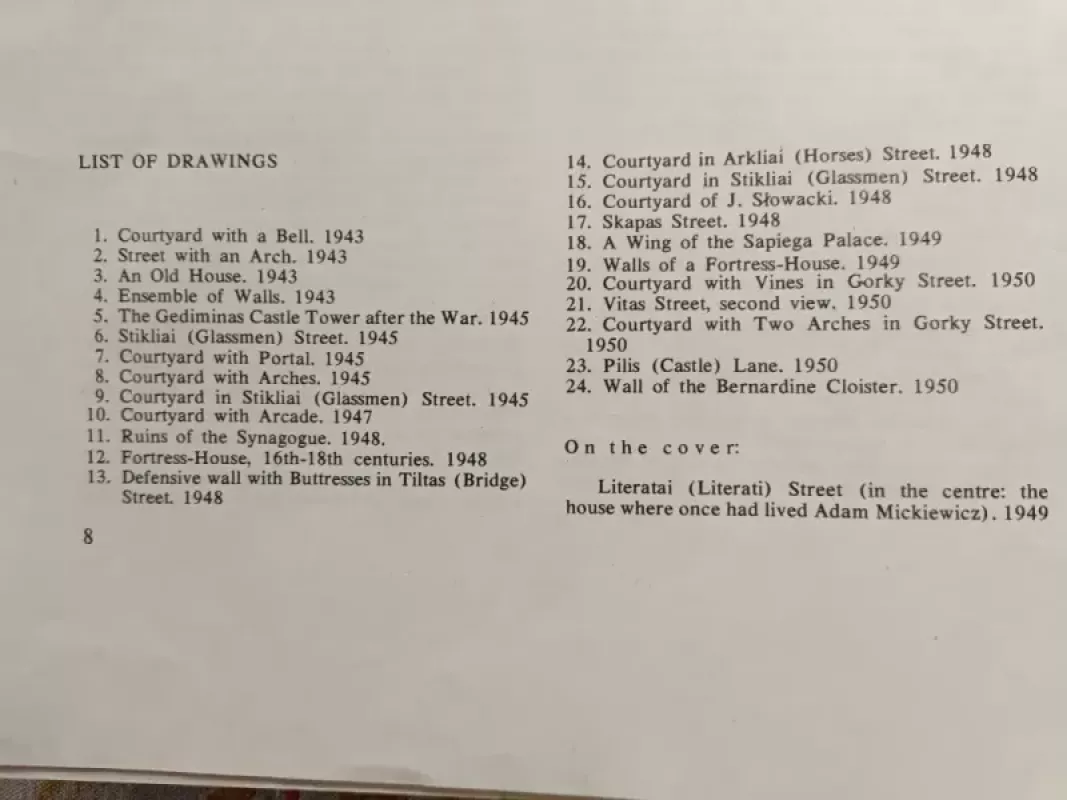 LIST OF DRAWINGS
1. Courtyard with a Bell. 1943
2. Street with an Arch. 1943
3. An Old House. 1943
4. Ensemble of Walls. 1943
5. The Gediminas Castle Tower after the War. 1945
6. Stikliai (Glassmen) Street. 1945
7. Courtyard with Portal. 1945
8. Courtyard with Arches. 1945
9. Courtyard in Stikliai (Glassmen) Street. 1945
10. Courtyard with Arcade. 1947
11. Ruins of the Synagogue. 1948.
12. Fortress-House, 16th-18th centuries. 1948
13. Defensive wall with Buttresses in Tiltas (Bridge)
Street. 1948
8
14. Courtyard in Arkliai (Horses) Street. 1948
15. Courtyard in Stikliai (Glassmen) Street. 1948
16. Courtyard of J. Słowacki. 1948
17. Skapas Street. 1948
18. A Wing of the Sapiega Palace. 1949
19. Walls of a Fortress-House. 1949
20. Courtyard with Vines in Gorky Street. 1950
21. Vitas Street, second view. 1950
22. Courtyard with Two Arches in Gorky Street.
1950
23. Pilis (Castle) Lane. 1950
24. Wall of the Bernardine Cloister. 1950
On the cover:
Literatai (Literati) Street (in the centre: the
house where once had lived Adam Mickiewicz). 1949